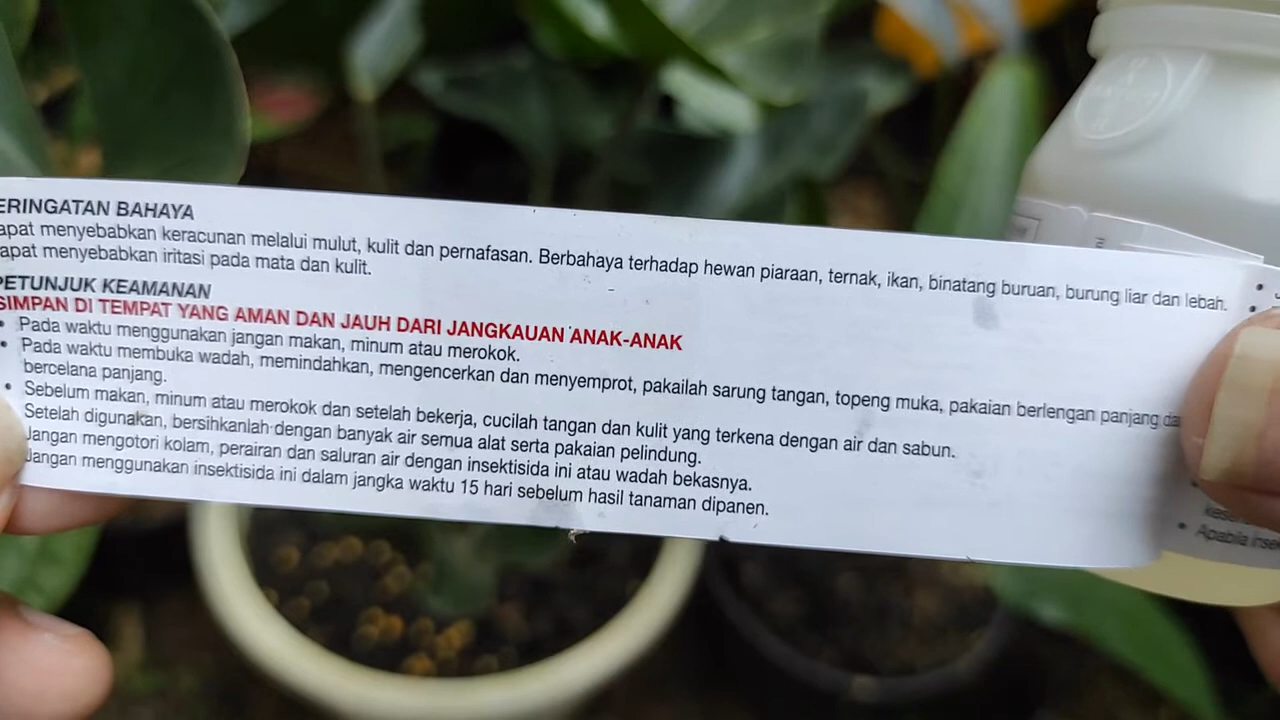 ERINGATAN BAHAYA
apat menyebabkan keracunan melalui mulut, kulit dan pernafasan. Berbahaya terhadap hewan piaraan, ternak, ikan, binatang buruan, burung liar dan lebah.
apat menyebabkan iritasi pada mata dan kulit.
PETUNJUK KEAMANAN
SIMPAN DI TEMPAT YANG AMAN DAN JAUH DARI JANGKAUAN ANAK-ANAK
• Pada waktu menggunakan jangan makan, minum atau merokok.
• Pada waktu membuka wadah, memindahkan, mengencerkan dan menyemprot, pakailah sarung tangan, topeng muka, pakaian berlengan panjang da
bercelana panjang.
• Sebelum makan, minum atau merokok dan setelah bekerja, cucilah tangan dan kulit yang terkena dengan air dan sabun.
Setelah digunakan, bersihkanlah dengan banyak air semua alat serta pakaian pelindung.
Jangan mengotori kolam, perairan dan saluran air dengan insektisida ini atau wadah bekasnya.
Jangan menggunakan insektisida ini dalam jangka waktu 15 hari sebelum hasil tanaman dipanen.
• Apabila inse